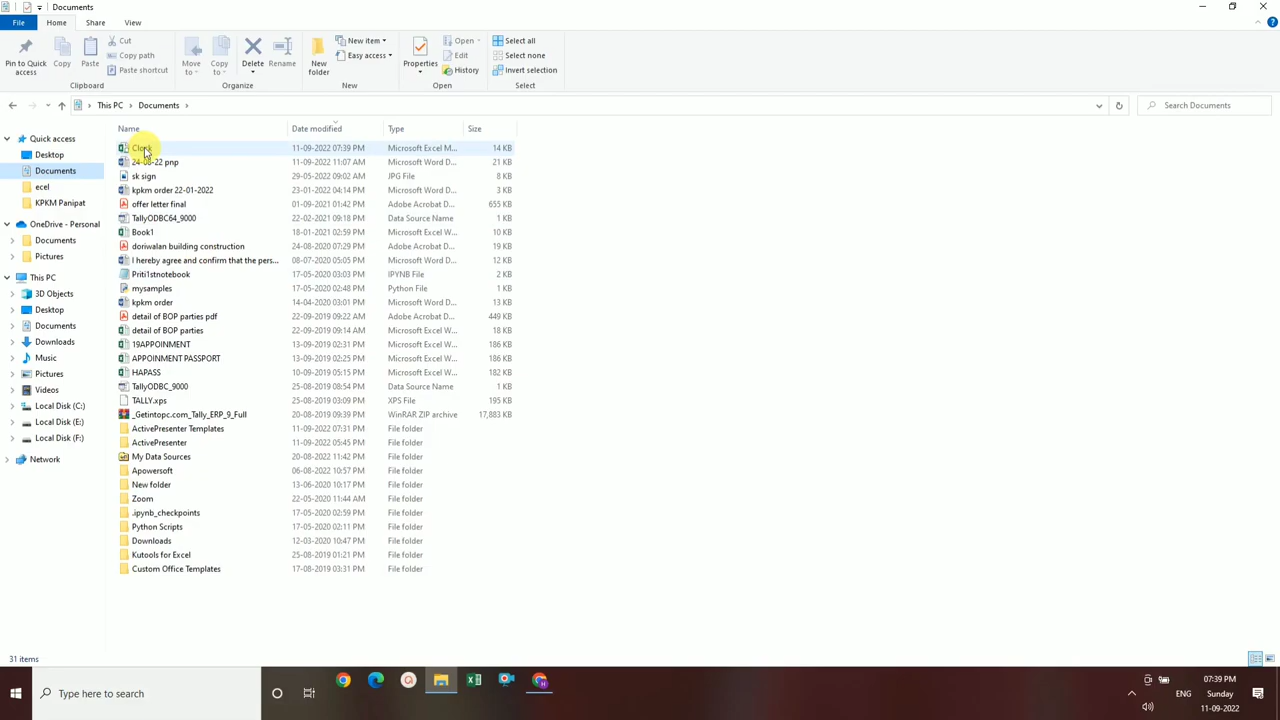 Documents
File Home Share View
Pin to Quick access
Copy
Paste
Cut
Copy path
Paste shortcut
Clipboard
Move to
Copy to
Delete
Rename
Organize
New folder
New item
Easy access
New
Properties
Open
Edit
History
Open
Select all
Select none
Invert selection
Select
This PC > Documents >
Search Documents
Quick access
Desktop
Documents
ecel
KPKM Panipat
OneDrive - Personal
Documents
Pictures
This PC
3D Objects
Desktop
Documents
Downloads
Music
Pictures
Videos
Local Disk (C:)
Local Disk (E:)
Local Disk (F:)
Network
Name Date modified Type Size
Clock 11-09-2022 07:39 PM Microsoft Excel M... 14 KB
24-08-22 pnp 11-09-2022 11:07 AM Microsoft Word D... 21 KB
sk sign 29-05-2022 09:02 AM JPG File 8 KB
kpkm order 22-01-2022 23-01-2022 04:14 PM Microsoft Word D... 13 KB
offer letter final 01-09-2021 01:42 PM Adobe Acrobat D... 655 KB
TallyODBC64_9000 22-02-2021 09:18 PM Data Source Name 1 KB
Book1 18-01-2021 02:59 PM Microsoft Excel W... 10 KB
doriwalan building construction 24-08-2020 07:29 PM Adobe Acrobat D... 19 KB
I hereby agree and confirm that the pers... 08-07-2020 05:05 PM Microsoft Word D... 12 KB
Priti1stnotebook 17-05-2020 03:03 PM IPYNB File 2 KB
mysamples 17-05-2020 02:48 PM Python File 1 KB
kpkm order 14-04-2020 03:01 PM Microsoft Word D... 13 KB
detail of BOP parties pdf 22-09-2019 09:22 AM Adobe Acrobat D... 449 KB
detail of BOP parties 22-09-2019 09:14 AM Microsoft Excel W... 18 KB
19APPOINMENT 13-09-2019 02:31 PM Microsoft Excel W... 186 KB
APPOINMENT PASSPORT 13-09-2019 02:25 PM Microsoft Excel W... 186 KB
HAPASS 10-09-2019 05:15 PM Microsoft Excel W... 182 KB
TallyODBC_9000 25-08-2019 08:54 PM Data Source Name 1 KB
TALLY.xps 25-08-2019 03:09 PM XPS File 195 KB
_Getintopc.com_Tally_ERP_9_Full 20-08-2019 09:39 PM WinRAR ZIP archive 17,883 KB
ActivePresenter Templates 11-09-2022 07:31 PM File folder
ActivePresenter 11-09-2022 05:45 PM File folder
My Data Sources 20-08-2022 11:42 PM File folder
Apowersoft 06-08-2022 10:57 PM File folder
New folder 13-06-2020 10:17 PM File folder
Zoom 22-05-2020 11:44 AM File folder
.ipynb_checkpoints 17-05-2020 02:59 PM File folder
Python Scripts 17-05-2020 02:11 PM File folder
Downloads 12-03-2020 10:47 PM File folder
Kutools for Excel 25-08-2019 01:21 PM File folder
Custom Office Templates 17-08-2019 03:31 PM File folder
31 items
Type here to search
ENG
07:39 PM
Sunday
11-09-2022